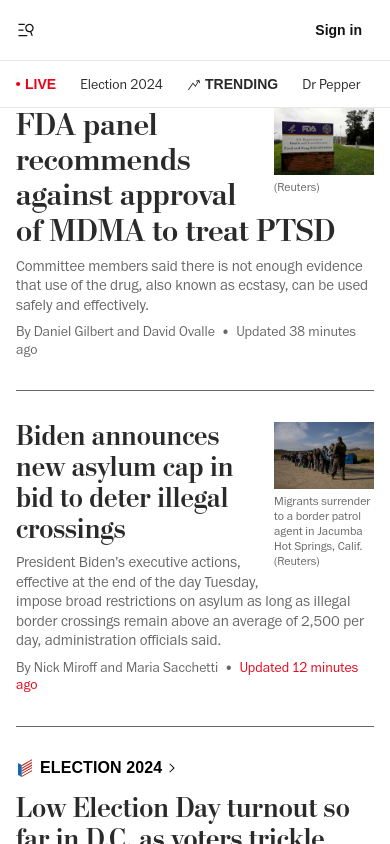 Sign in
LIVE
Election 2024
TRENDING
Dr Pepper
FDA panel
recommends
against approval
of MDMA to treat PTSD
FDA
(Reuters)
Committee members said there is not enough evidence
that use of the drug, also known as ecstasy, can be used
safely and effectively.
By Daniel Gilbert and David Ovalle • Updated 38 minutes
ago
Biden announces
new asylum cap in
bid to deter illegal
crossings
Migrants surrender
to a border patrol
agent in Jacumba
Hot Springs, Calif.
(Reuters)
President Biden's executive actions,
effective at the end of the day Tuesday,
impose broad restrictions on asylum as long as illegal
border crossings remain above an average of 2,500 per
day, administration officials said.
By Nick Miroff and Maria Sacchetti • Updated 12 minutes
ago
ELECTION 2024
Low Election Day turnout so
far in D.C. as voters trickle